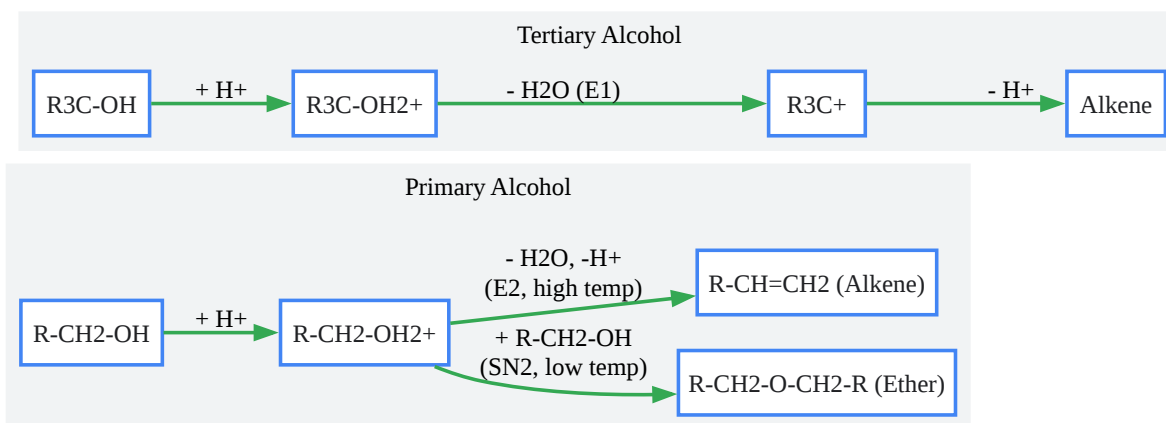 Tertiary Alcohol
R3C-OH
+ H+
R3C-OH2+
- H2O (E1)
R3C+
- H+
Alkene
Primary Alcohol
R-CH2-OH
+ H+
R-CH2-OH2+
- H2O, -H+
(E2, high temp)
R-CH=CH2 (Alkene)
+ R-CH2-OH
(SN2, low temp)
R-CH2-O-CH2-R (Ether)